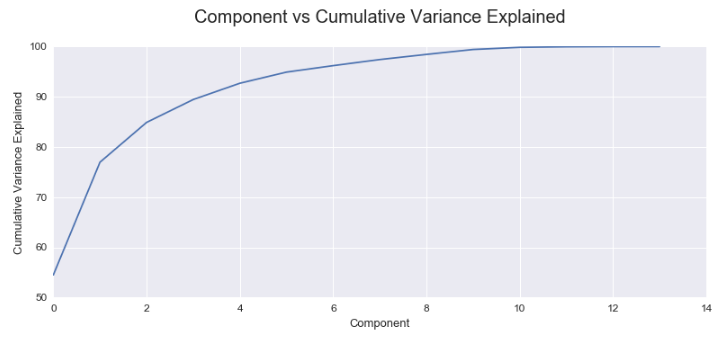 Component vs Cumulative Variance Explained
100
90
80
70
60
50
Cumulative Variance Explained
0 2 4 6 8 10 12 14
Component